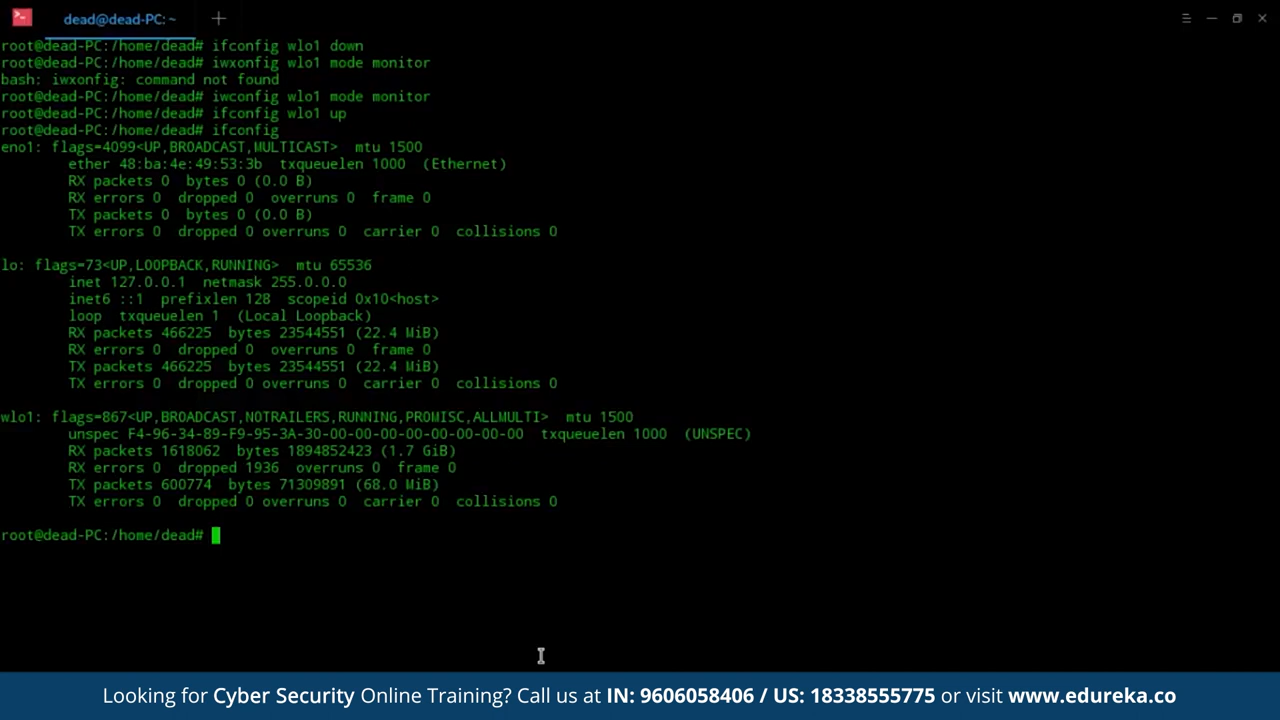 dead@dead-PC: ~
root@dead-PC:/home/dead# ifconfig wlo1 down
root@dead-PC:/home/dead# iwxonfig wlo1 mode monitor
bash: iwxonfig: command not found
root@dead-PC:/home/dead# iwconfig wlo1 mode monitor
root@dead-PC:/home/dead# ifconfig wlo1 up
root@dead-PC:/home/dead# ifconfig
eno1: flags=4099<UP,BROADCAST,MULTICAST>  mtu 1500
        ether 48:ba:4e:49:53:3b  txqueuelen 1000  (Ethernet)
        RX packets 0  bytes 0 (0.0 B)
        RX errors 0  dropped 0  overruns 0  frame 0
        TX packets 0  bytes 0 (0.0 B)
        TX errors 0  dropped 0 overruns 0  carrier 0  collisions 0
lo: flags=73<UP,LOOPBACK,RUNNING>  mtu 65536
        inet 127.0.0.1  netmask 255.0.0.0
        inet6 ::1  prefixlen 128  scopeid 0x10<host>
        loop  txqueuelen 1  (Local Loopback)
        RX packets 466225  bytes 23544551 (22.4 MiB)
        RX errors 0  dropped 0  overruns 0  frame 0
        TX packets 466225  bytes 23544551 (22.4 MiB)
        TX errors 0  dropped 0 overruns 0  carrier 0  collisions 0
wlo1: flags=867<UP,BROADCAST,NOTRAILERS,RUNNING,PROMISC,ALLMULTI>  mtu 1500
        unspec F4-96-34-89-F9-95-3A-30-00-00-00-00-00-00-00-00  txqueuelen 1000  (UNSPEC)
        RX packets 1618062  bytes 1894852423 (1.7 GiB)
        RX errors 0  dropped 1936  overruns 0  frame 0
        TX packets 600774  bytes 71309891 (68.0 MiB)
        TX errors 0  dropped 0 overruns 0  carrier 0  collisions 0
root@dead-PC:/home/dead#
Looking for Cyber Security Online Training? Call us at IN: 9606058406 / US: 18338555775 or visit www.edureka.co